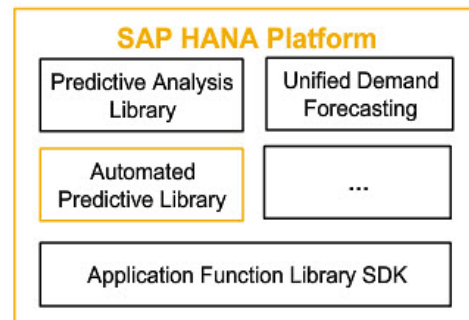 SAP HANA Platform
Predictive Analysis
Library
Unified Demand
Forecasting
Automated
Predictive Library
...
Application Function Library SDK